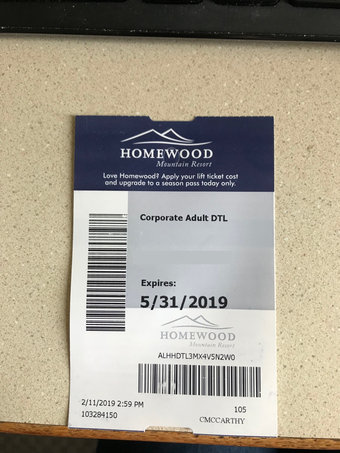 HOMEWOOD
Mountain Resort
Love Homewood? Apply your lift ticket cost
and upgrade to a season pass today only.
Corporate Adult DTL
Expires:
5/31/2019
HOMEWOOD
Mountain Resort
ALHHDTL3MX4V5N2W0
2/11/2019 2:59 PM
105
103284150
CMCCARTHY